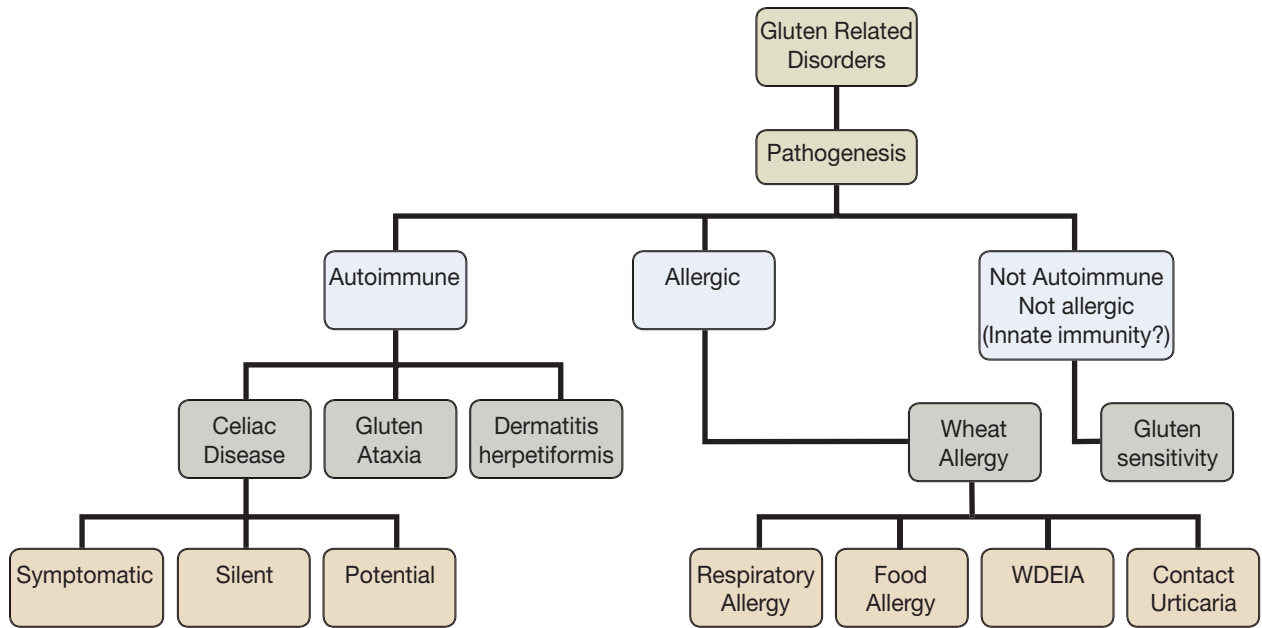 Gluten Related
Disorders
Pathogenesis
Autoimmune
Allergic
Not Autoimmune
Not allergic
(Innate immunity?)
Celiac
Disease
Gluten
Ataxia
Dermatitis
herpetiformis
Wheat
Allergy
Gluten
sensitivity
Symptomatic
Silent
Potential
Respiratory
Allergy
Food
Allergy
WDEIA
Contact
Urticaria